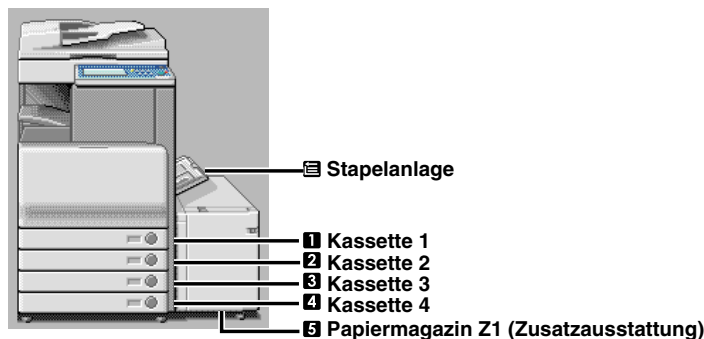 Stapelanlage
1 Kassette 1
2 Kassette 2
3 Kassette 3
4 Kassette 4
5 Papiermagazin Z1 (Zusatzausstattung)